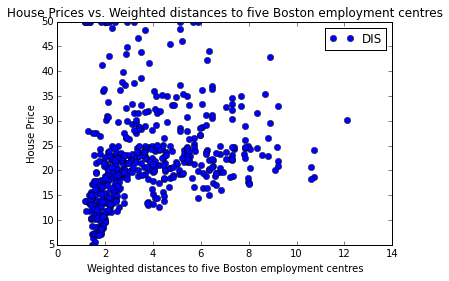 House Prices vs. Weighted distances to five Boston employment centres
50
45
40
35
30
25
20
15
10
5
House Price
DIS
0 2 4 6 8 10 12 14
Weighted distances to five Boston employment centres